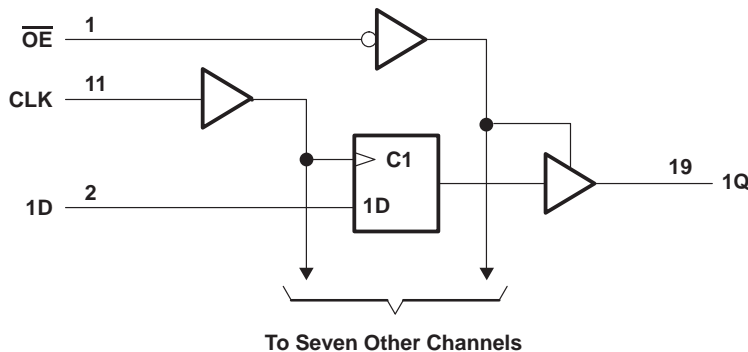 OE 1
CLK 11
C1
1D 2
1D
19 1Q
To Seven Other Channels